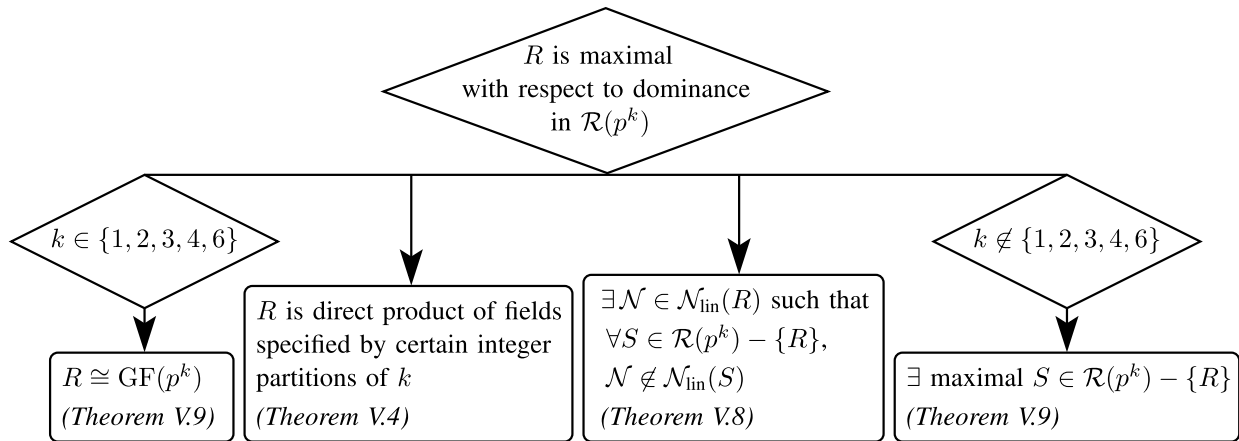 R is maximal
with respect to dominance
in ℛ(p^k)
k ∈ {1, 2, 3, 4, 6}
k ∉ {1, 2, 3, 4, 6}
R ≅ GF(p^k)
(Theorem V.9)
R is direct product of fields
specified by certain integer
partitions of k
(Theorem V.4)
∃ 𝒩 ∈ 𝒩_lin(R) such that
∀S ∈ ℛ(p^k) − {R},
𝒩 ∉ 𝒩_lin(S)
(Theorem V.8)
∃ maximal S ∈ ℛ(p^k) − {R}
(Theorem V.9)